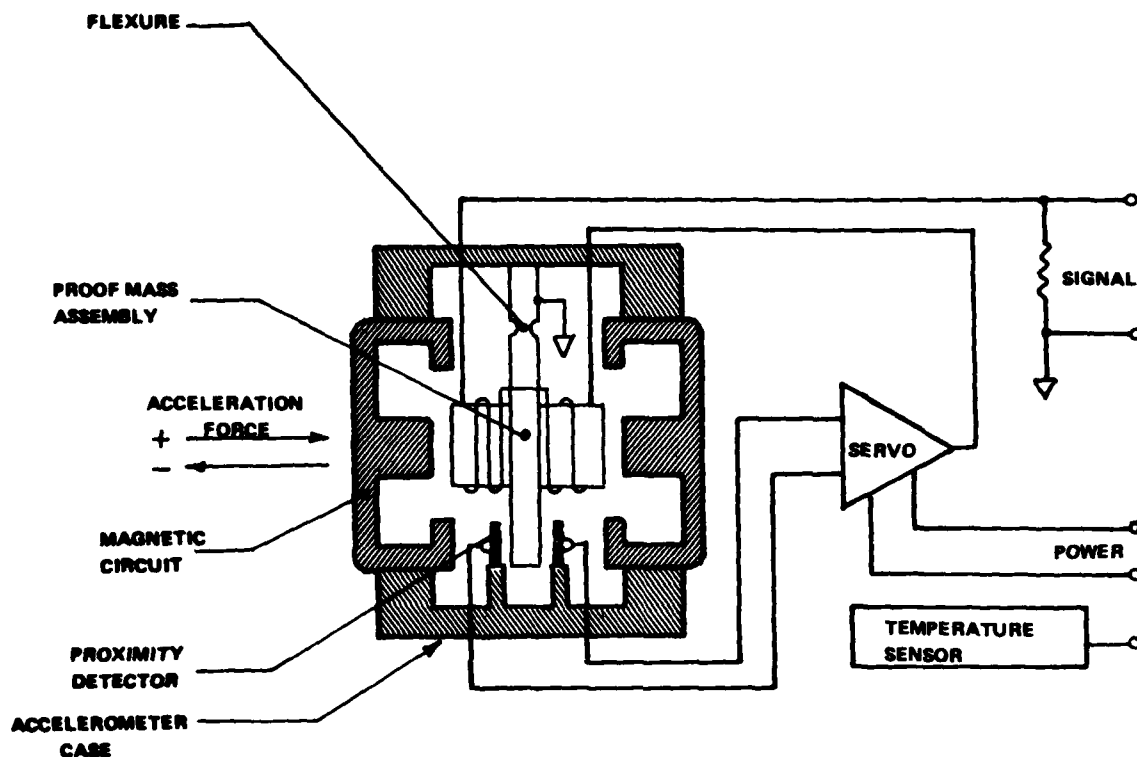 FLEXURE
PROOF MASS
ASSEMBLY
SIGNAL
ACCELERATION
FORCE
+
−
SERVO
MAGNETIC
CIRCUIT
POWER
TEMPERATURE
SENSOR
PROXIMITY
DETECTOR
ACCELEROMETER
CASE